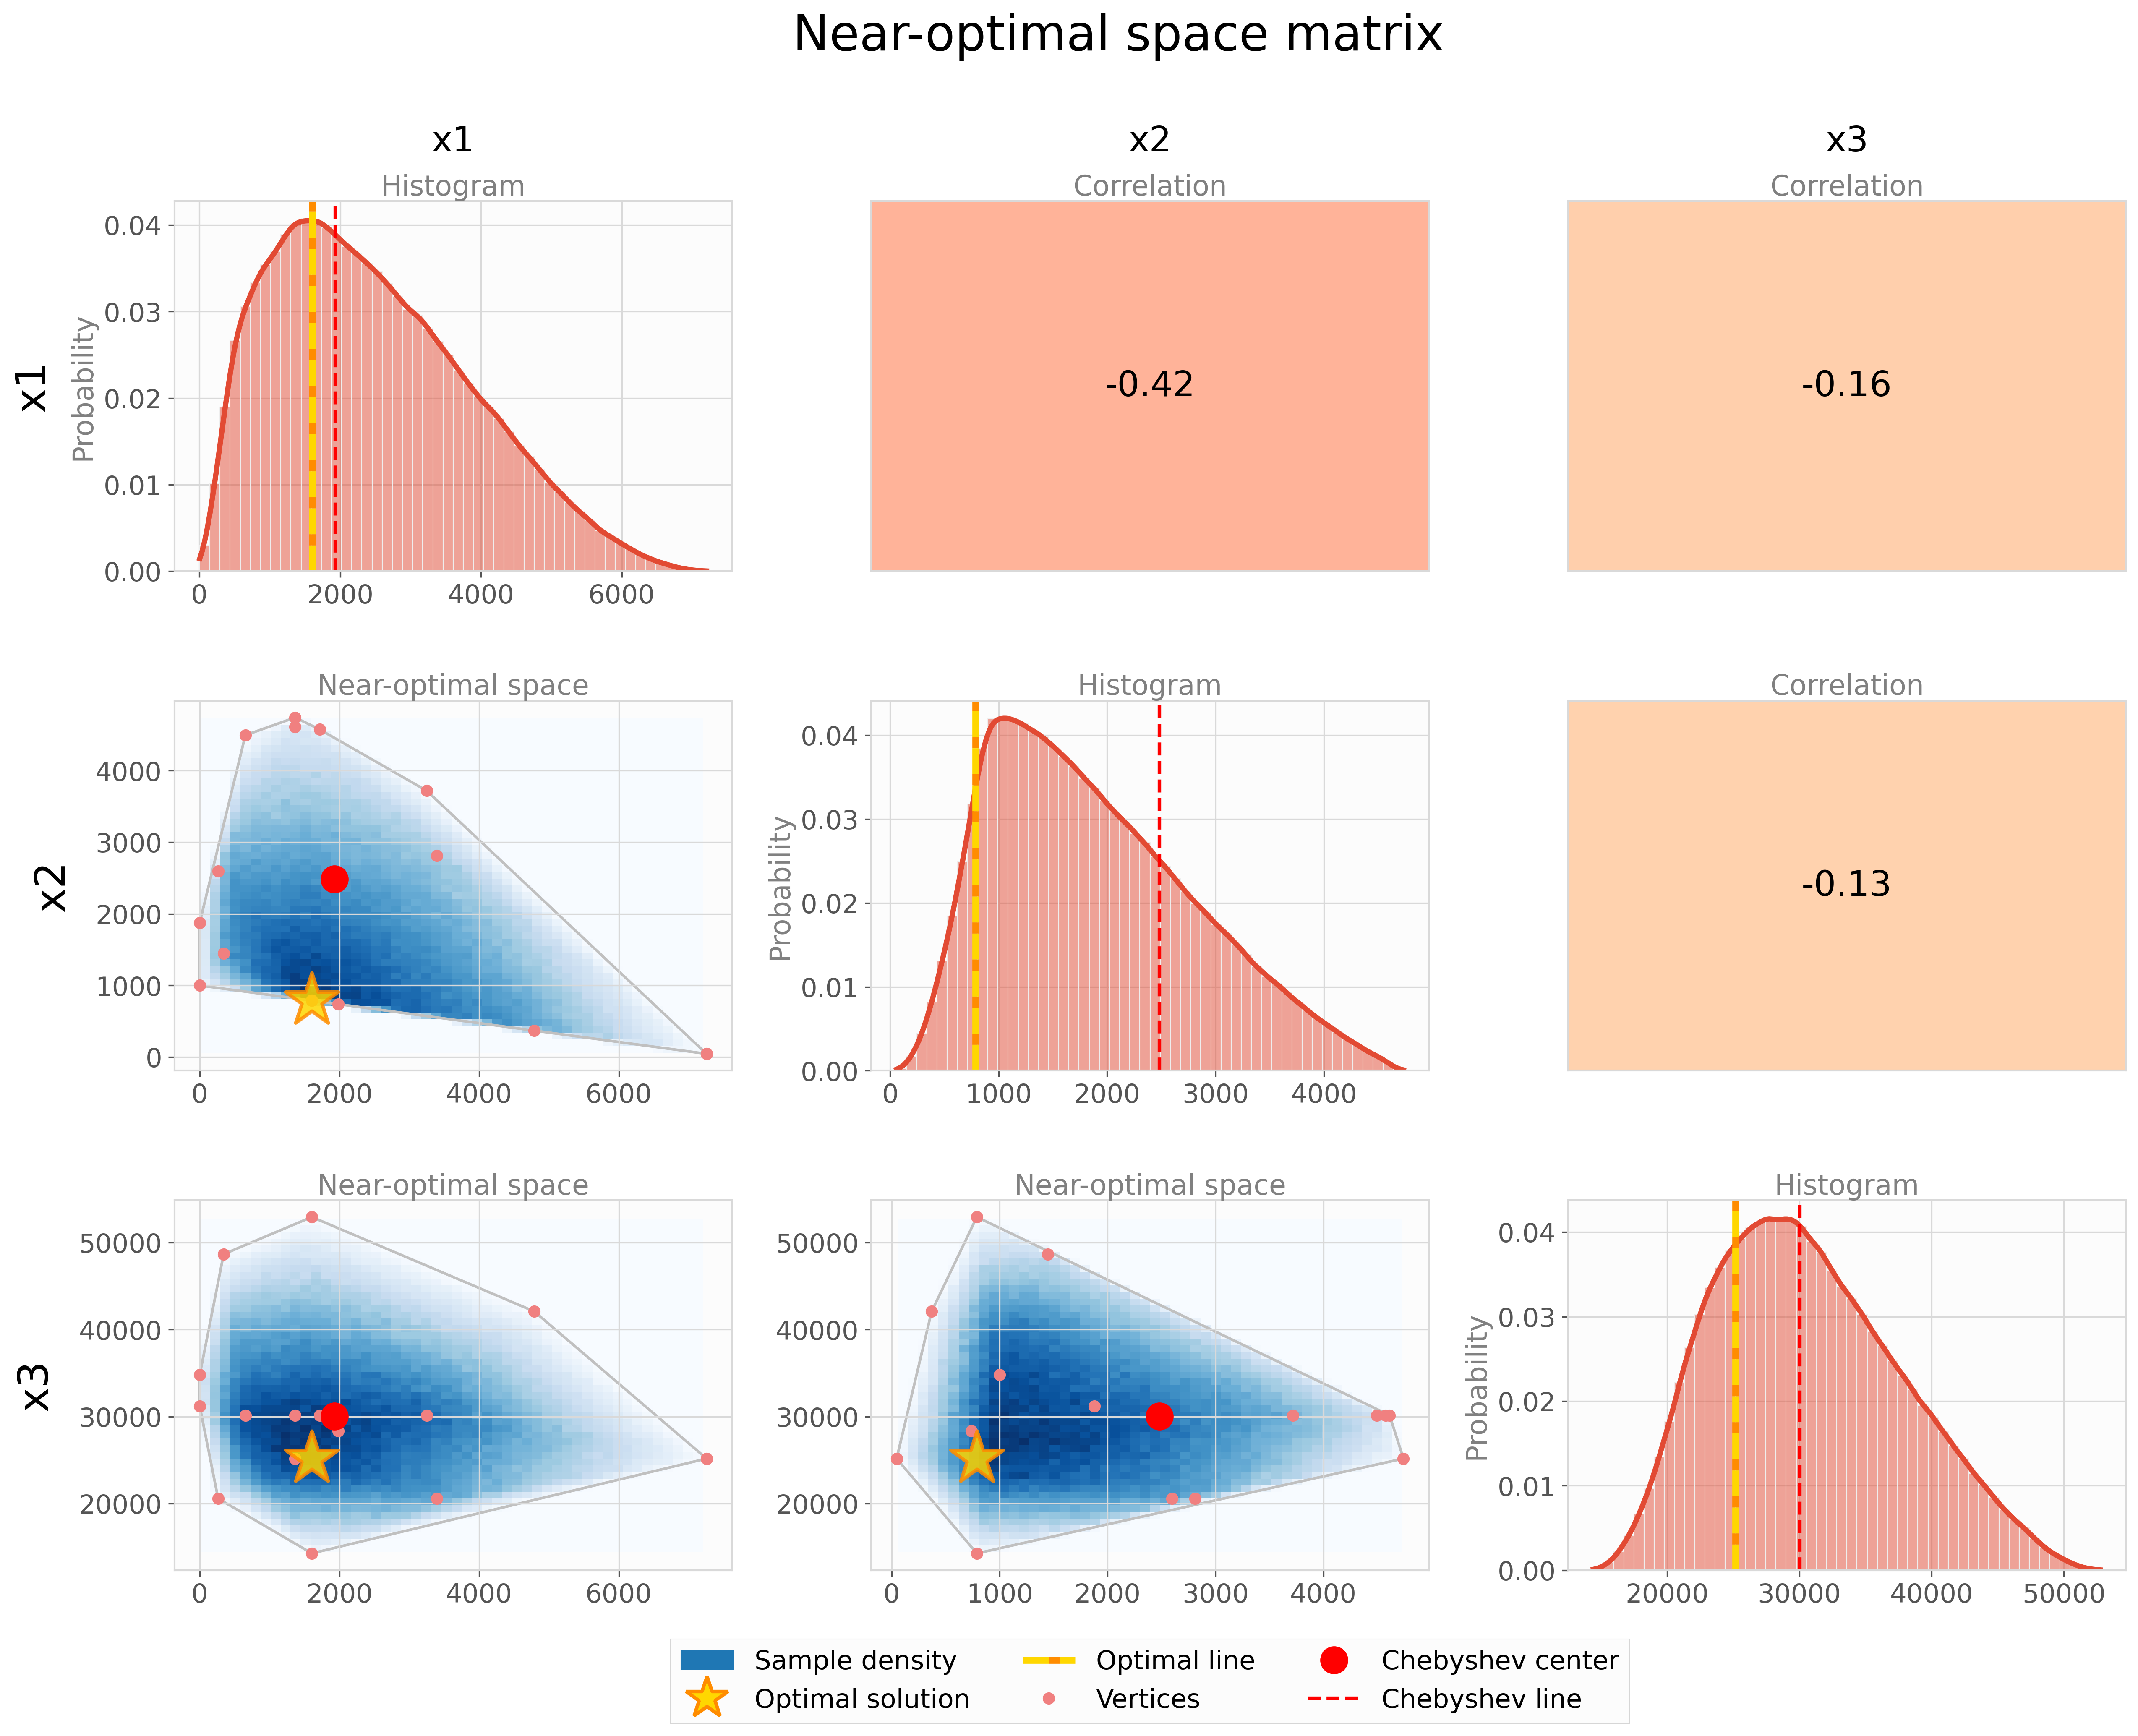 Near-optimal space matrix
x1
x2
x3
Histogram
Correlation
Correlation
x1
Probability
0.04
0.03
0.02
0.01
0.00
0 2000 4000 6000
-0.42
-0.16
Near-optimal space
Histogram
Correlation
x2
4000
3000
2000
1000
0
0 2000 4000 6000
Probability
0.04
0.03
0.02
0.01
0.00
0 1000 2000 3000 4000
-0.13
Near-optimal space
Near-optimal space
Histogram
x3
50000
40000
30000
20000
0 2000 4000 6000
50000
40000
30000
20000
0 1000 2000 3000 4000
Probability
0.04
0.03
0.02
0.01
0.00
20000 30000 40000 50000
Sample density
Optimal line
Chebyshev center
Optimal solution
Vertices
Chebyshev line